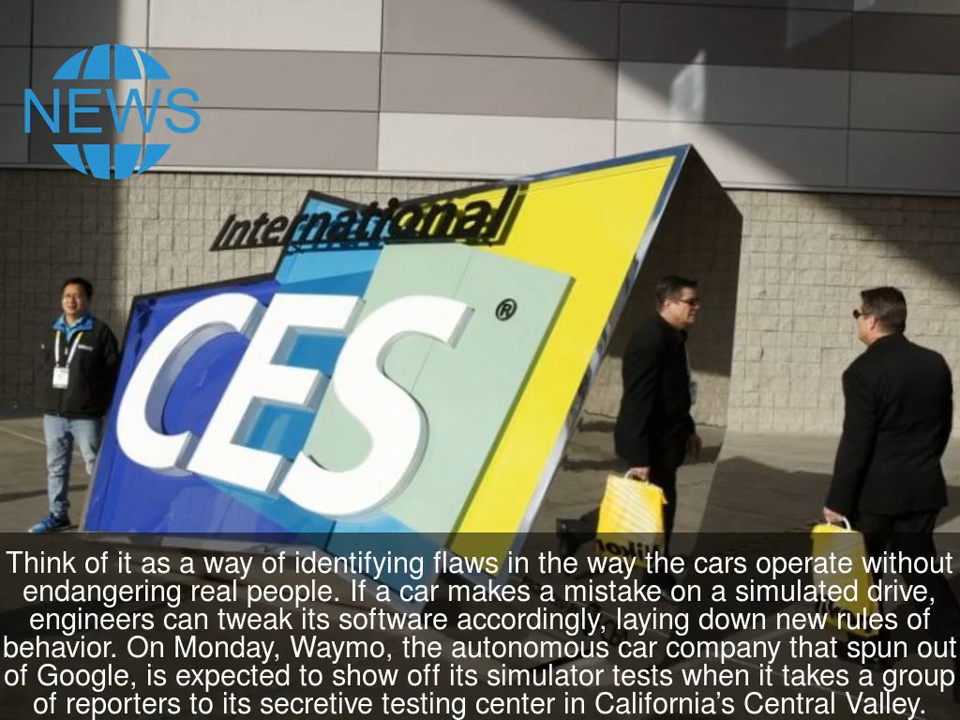 NEWS
International
CES®
Think of it as a way of identifying flaws in the way the cars operate without
endangering real people. If a car makes a mistake on a simulated drive,
engineers can tweak its software accordingly, laying down new rules of
behavior. On Monday, Waymo, the autonomous car company that spun out
of Google, is expected to show off its simulator tests when it takes a group
of reporters to its secretive testing center in California’s Central Valley.